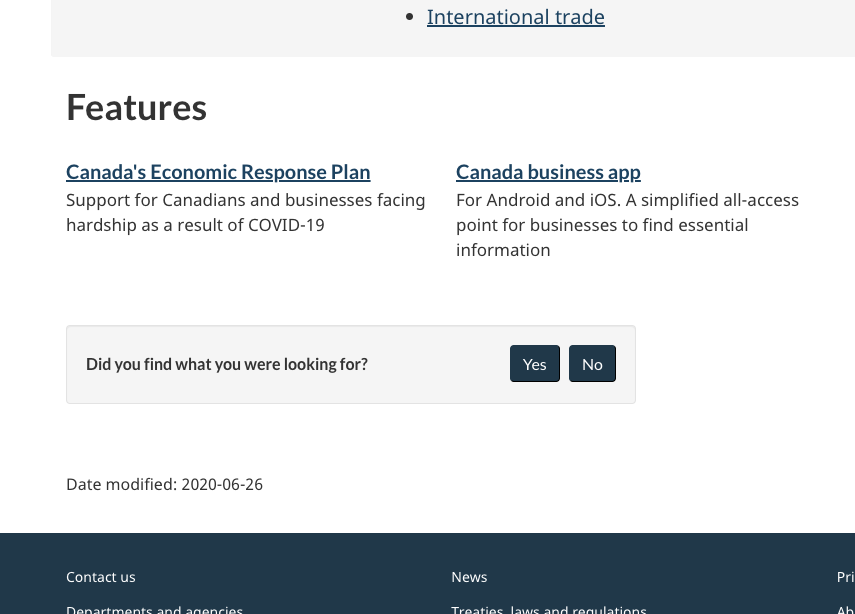 International trade
Features
Canada's Economic Response Plan
Support for Canadians and businesses facing
hardship as a result of COVID-19
Canada business app
For Android and iOS. A simplified all-access
point for businesses to find essential
information
Did you find what you were looking for?
Yes
No
Date modified: 2020-06-26
Contact us
News
Pri
Departments and agencies
Treaties, laws and regulations
Ab